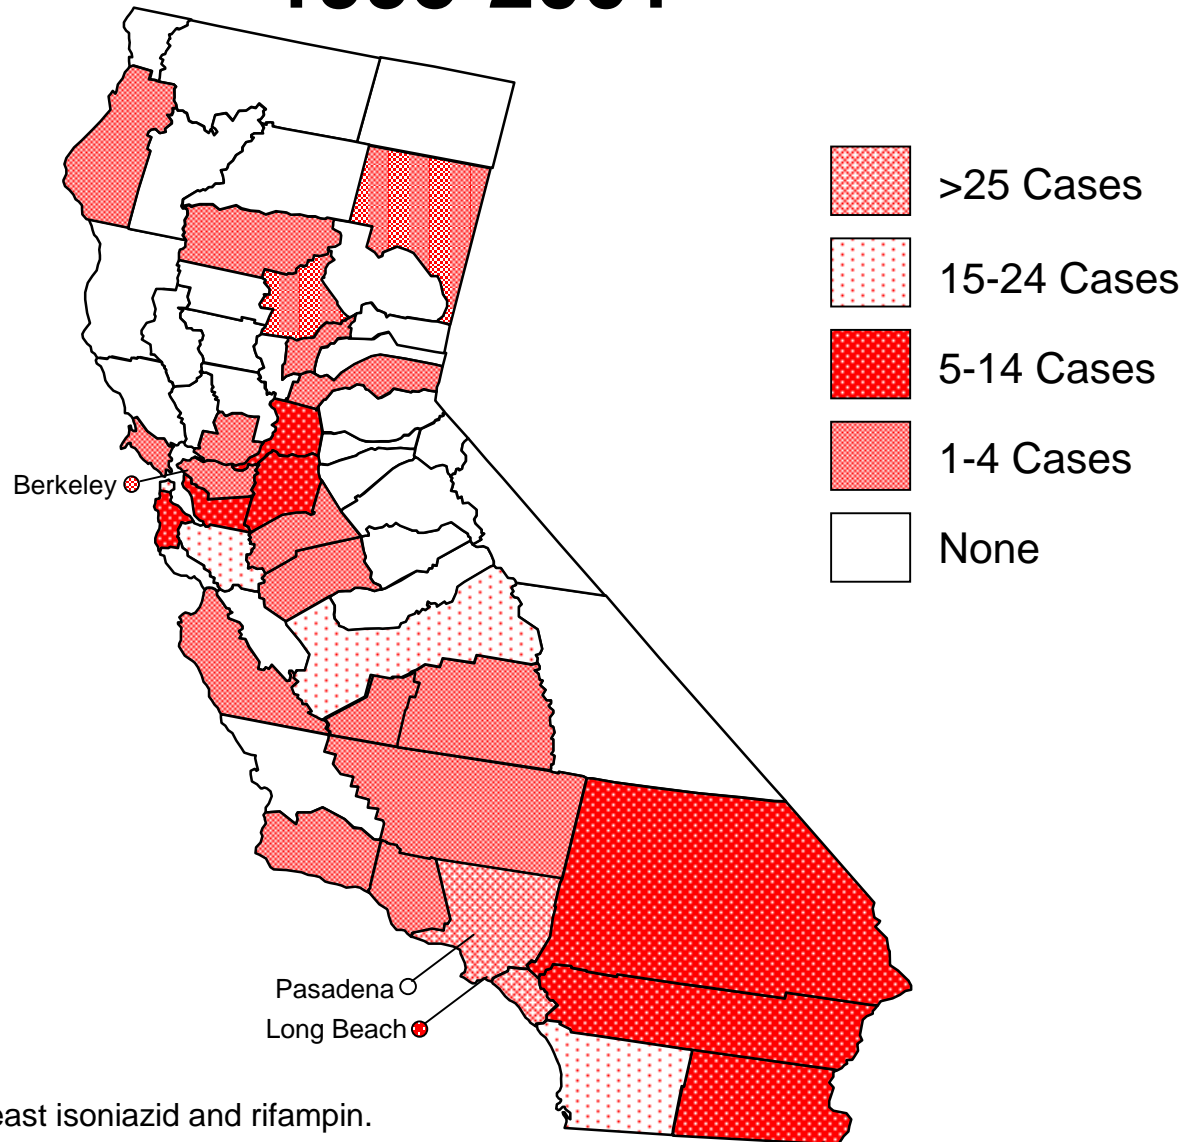 >25 Cases
15-24 Cases
5-14 Cases
1-4 Cases
None
Berkeley
Pasadena
Long Beach
isoniazid and rifampin.